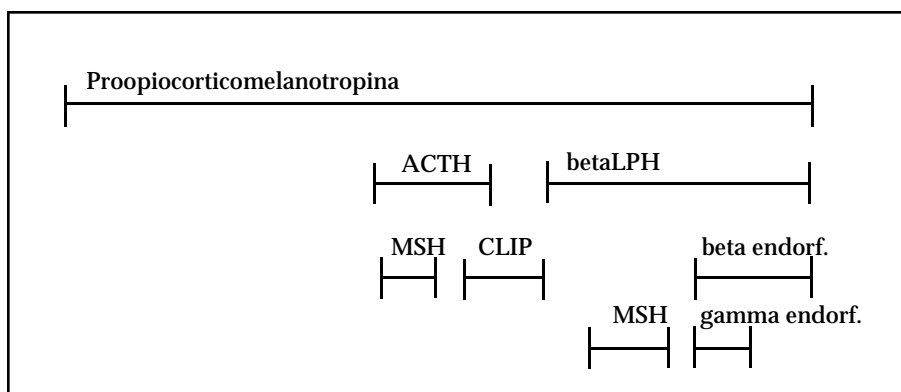 Proopiocorticomelanotropina
ACTH betaLPH
MSH CLIP beta endorf.
MSH gamma endorf.